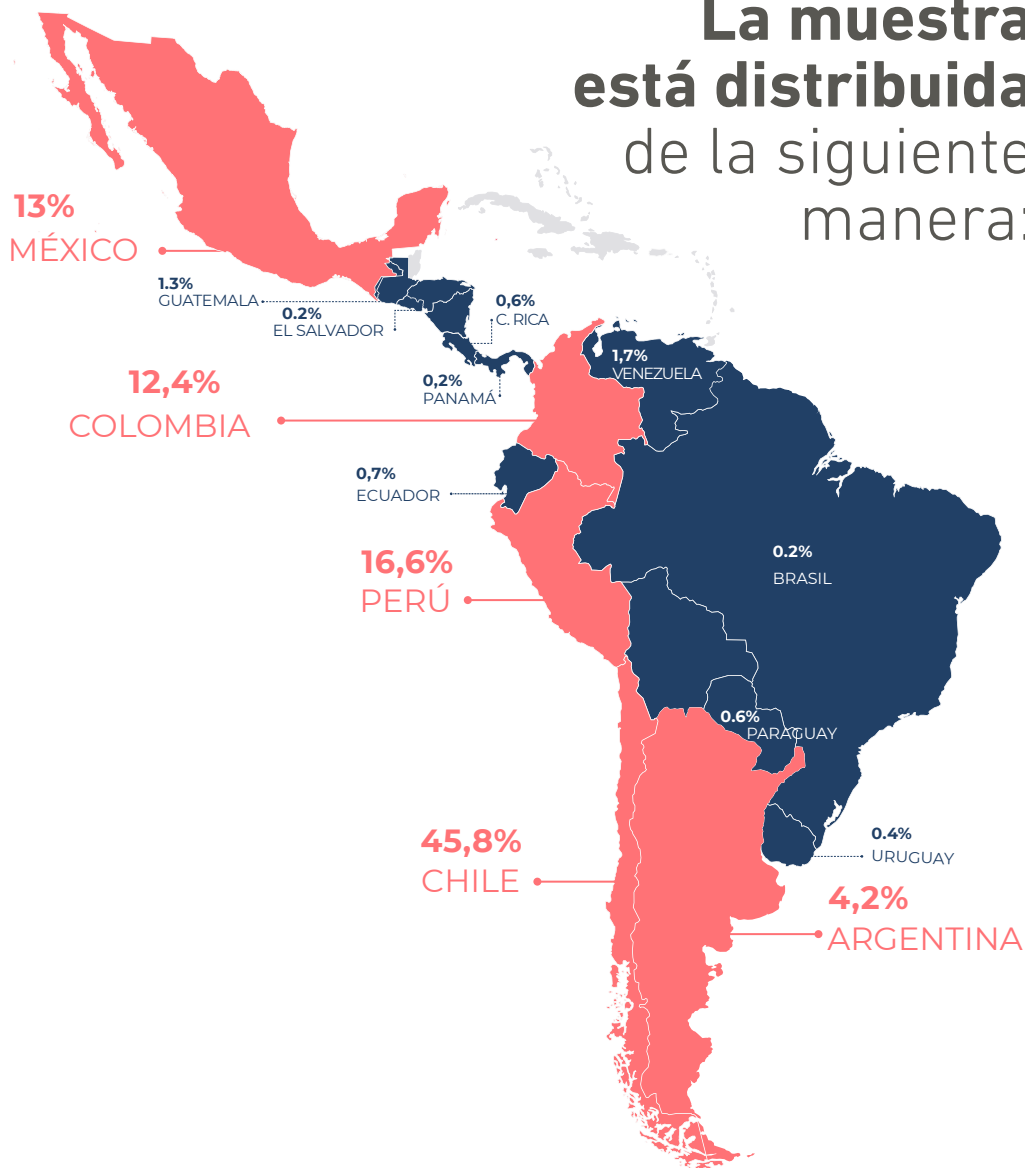 La muestra
está distribuida
de la siguiente
manera:
13%
MÉXICO
1.3%
GUATEMALA
0.2%
EL SALVADOR
0,6%
C. RICA
0,2%
PANAMÁ
1,7%
VENEZUELA
12,4%
COLOMBIA
0,7%
ECUADOR
16,6%
PERÚ
0.2%
BRASIL
0.6%
PARAGUAY
45,8%
CHILE
0.4%
URUGUAY
4,2%
ARGENTINA